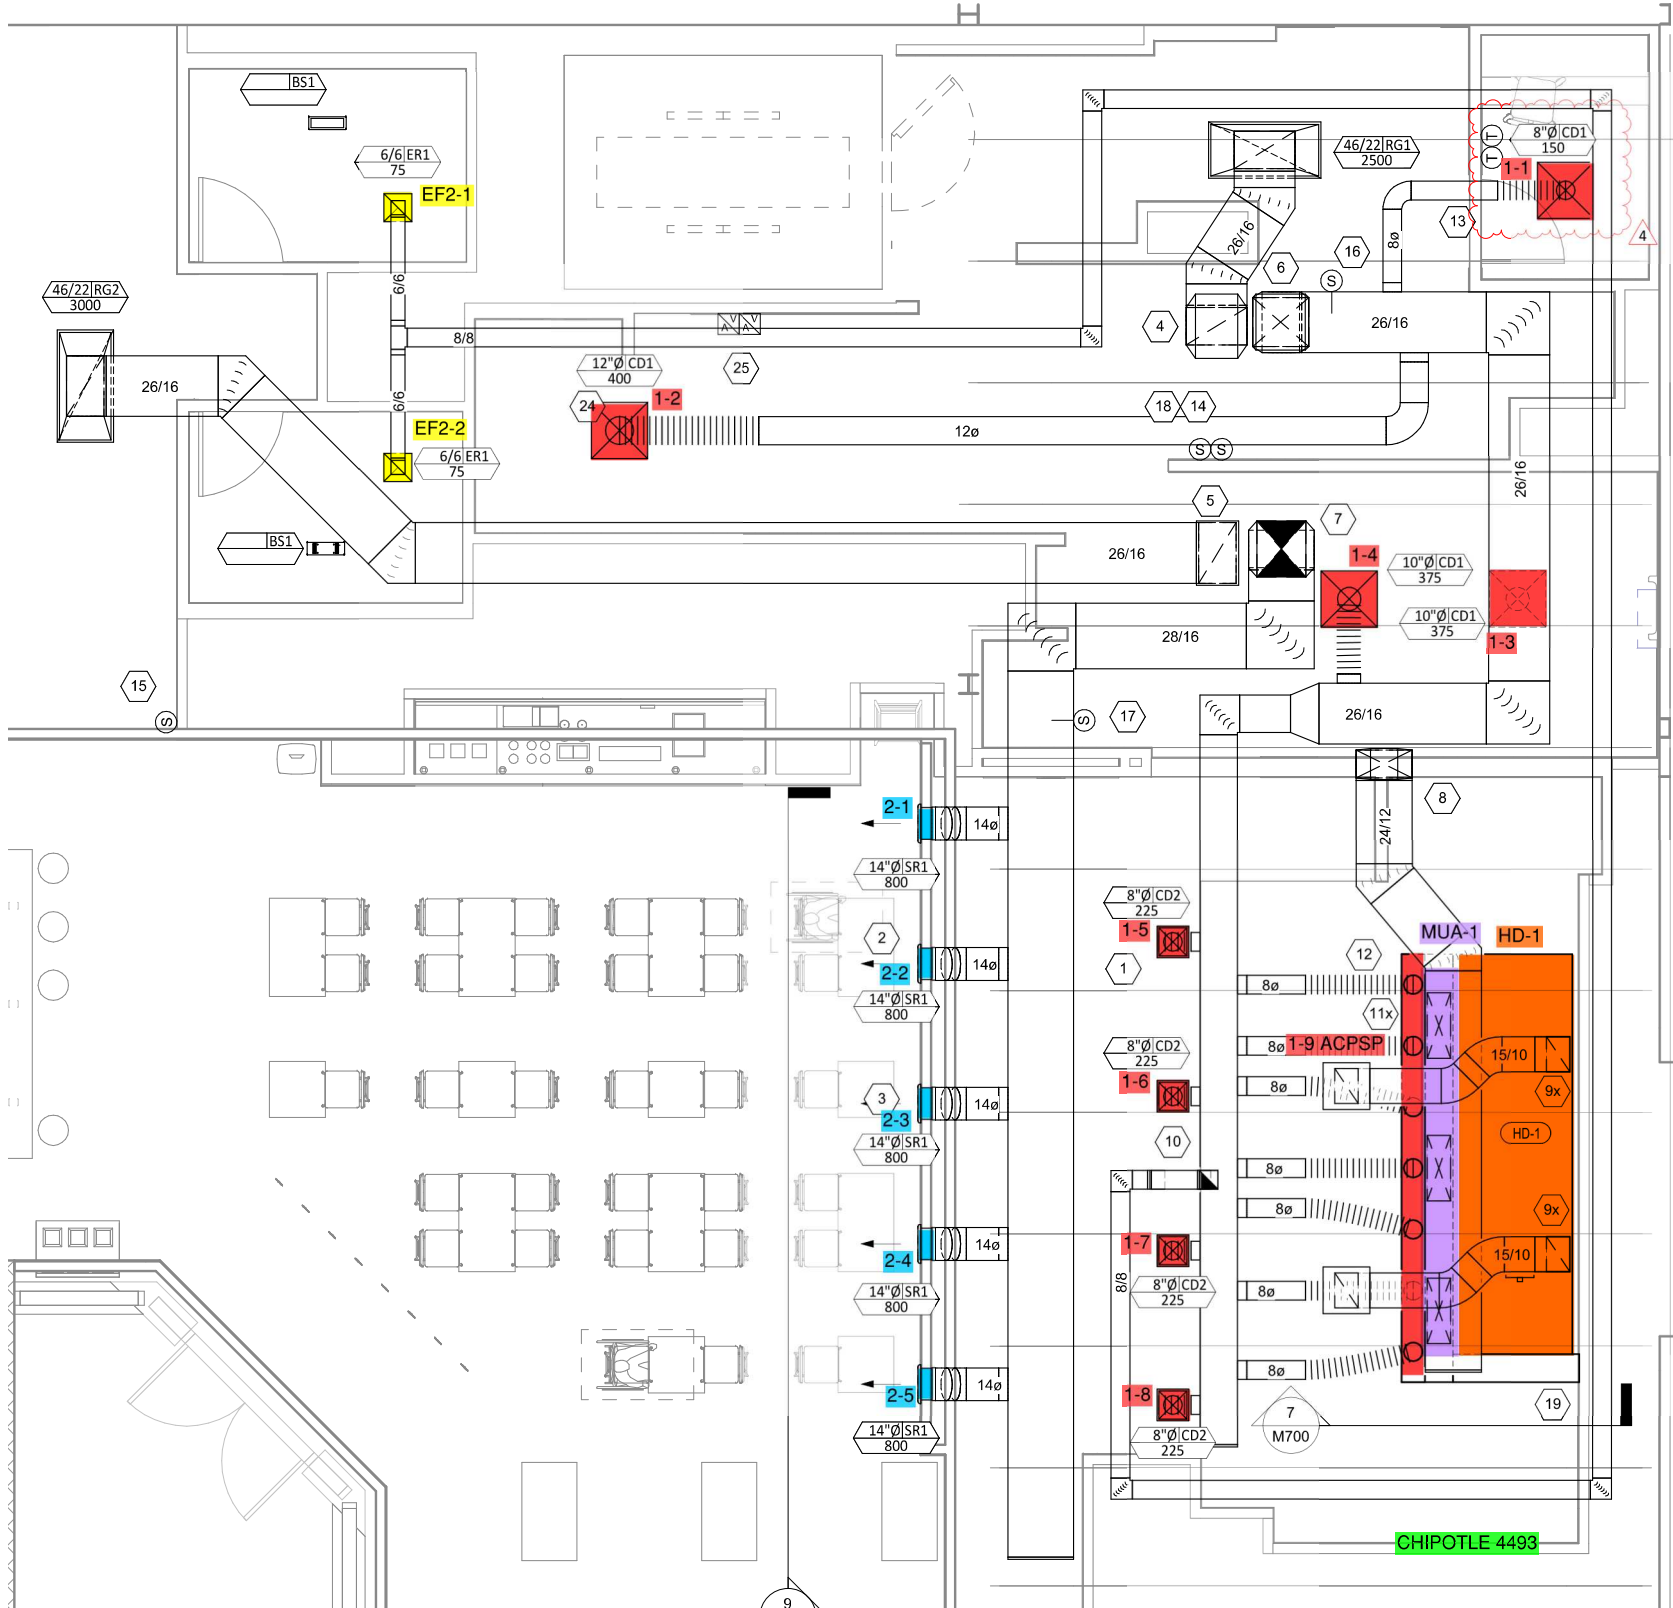 BS1
6/6 ER1
75
EF2-1
6/6
46/22 RG2
3000
26/16
8/8
6/6
EF2-2
6/6 ER1
75
BS1
12"Ø CD1
400
24
1-2
25
12ø
18
14
S
S
46/22 RG1
2500
26/16
6
4
16
S
26/16
8ø
13
8"Ø CD1
150
T
T
1-1
4
26/16
5
7
26/16
1-4
10"Ø CD1
375
10"Ø CD1
375
1-3
28/16
15
S
S
17
26/16
8
24/12
2-1
14ø
14"Ø SR1
800
2
2-2
14ø
14"Ø SR1
800
3
2-3
14ø
14"Ø SR1
800
2-4
14ø
14"Ø SR1
800
2-5
14ø
14"Ø SR1
800
8"Ø CD2
225
1-5
1
8"Ø CD2
225
1-6
10
1-7
8"Ø CD2
225
8/8
1-8
8"Ø CD2
225
MUA-1
HD-1
12
8ø
11x
8ø
1-9 ACPSP
15/10
8ø
9x
HD-1
8ø
8ø
9x
15/10
8ø
8ø
7
M700
19
CHIPOTLE 4493
9
V
A
V
A